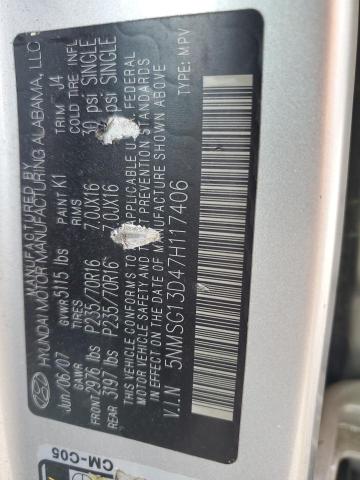 MANUFACTURED BY
HYUNDAI MOTOR MANUFACTURING ALABAMA, LLC
Jun/06/07 GVWR 5115 lbs PAINT K1 TRIM J4
GAWR TIRES RIMS COLD TIRE INFL
FRONT 2976 lbs P235/70R16 7.0JX16 30 psi SINGLE
REAR 3197 lbs P235/70R16 7.0JX16 psi SINGLE
THIS VEHICLE CONFORMS TO ALL APPLICABLE U.S. FEDERAL
MOTOR VEHICLE SAFETY AND THEFT PREVENTION STANDARDS
IN EFFECT ON THE DATE OF MANUFACTURE SHOWN ABOVE
V.I.N 5NMSG13D47H117406 TYPE: MPV
GM-C05